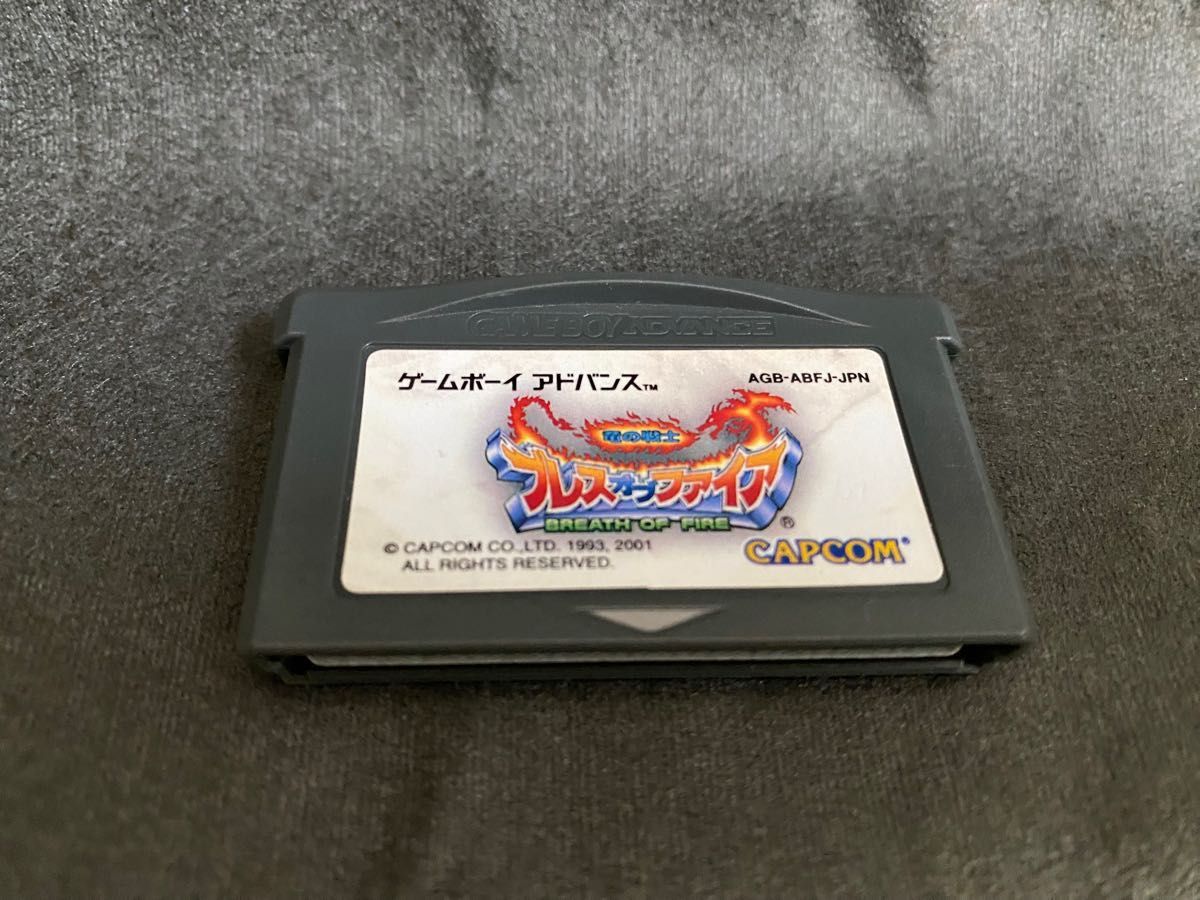 GAME BOY ADVANCE
ゲームボーイ アドバンス™
AGB-ABFJ-JPN
竜の戦士
ブレス オブ ファイア
BREATH OF FIRE®
© CAPCOM CO.,LTD. 1993, 2001
ALL RIGHTS RESERVED.
CAPCOM®